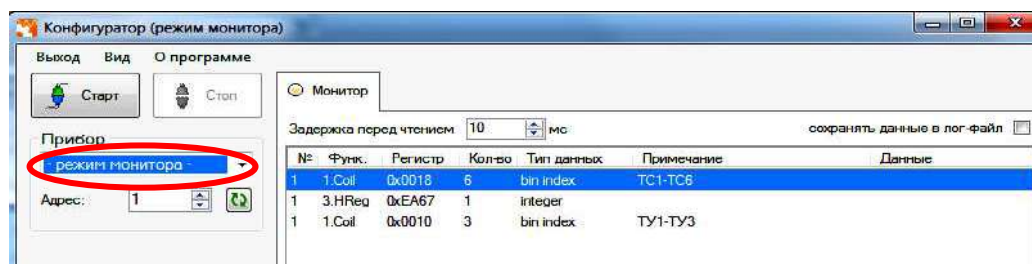 Конфигуратор (режим монитора)
Выход Вид О программе
Старт Стоп
Монитор
Задержка перед чтением 10 мс сохранять данные в лог-файл
Прибор
- режим монитора -
Адрес: 1
№ Функ. Регистр Кол-во Тип данных Примечание Данные
1 1.Coil 0x0018 6 bin index ТС1-ТС6
1 3.HReg 0xEA67 1 integer
1 1.Coil 0x0010 3 bin index ТУ1-ТУ3